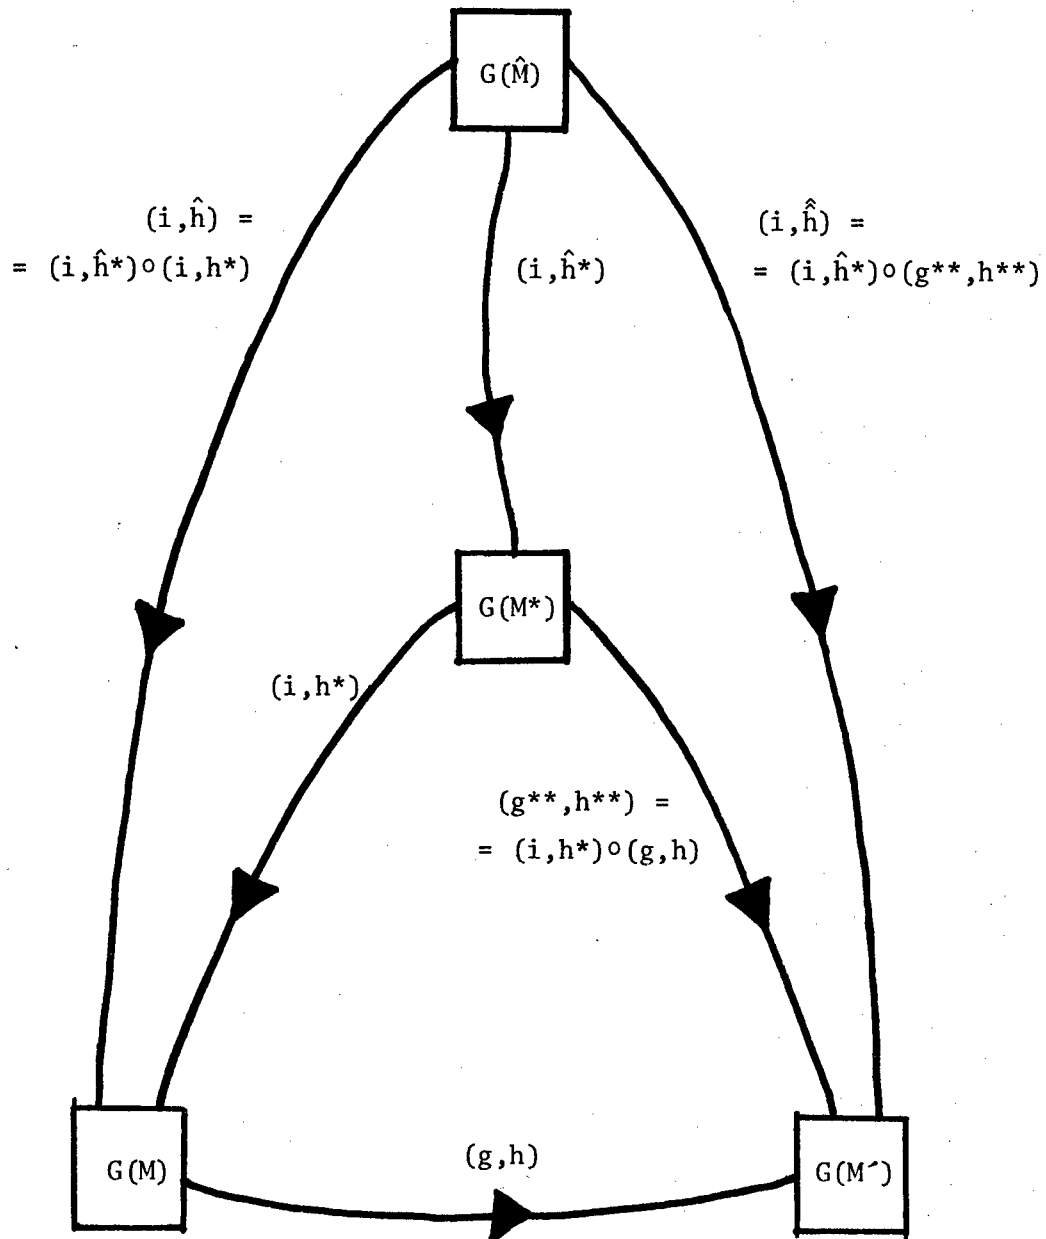 G(M̂)
(i,ĥ) =
= (i,ĥ*)∘(i,h*)
(i,ĥ*)
(i,ĥ̂) =
= (i,ĥ*)∘(g**,h**)
G(M*)
(i,h*)
(g**,h**) =
= (i,h*)∘(g,h)
G(M)
(g,h)
G(M´)